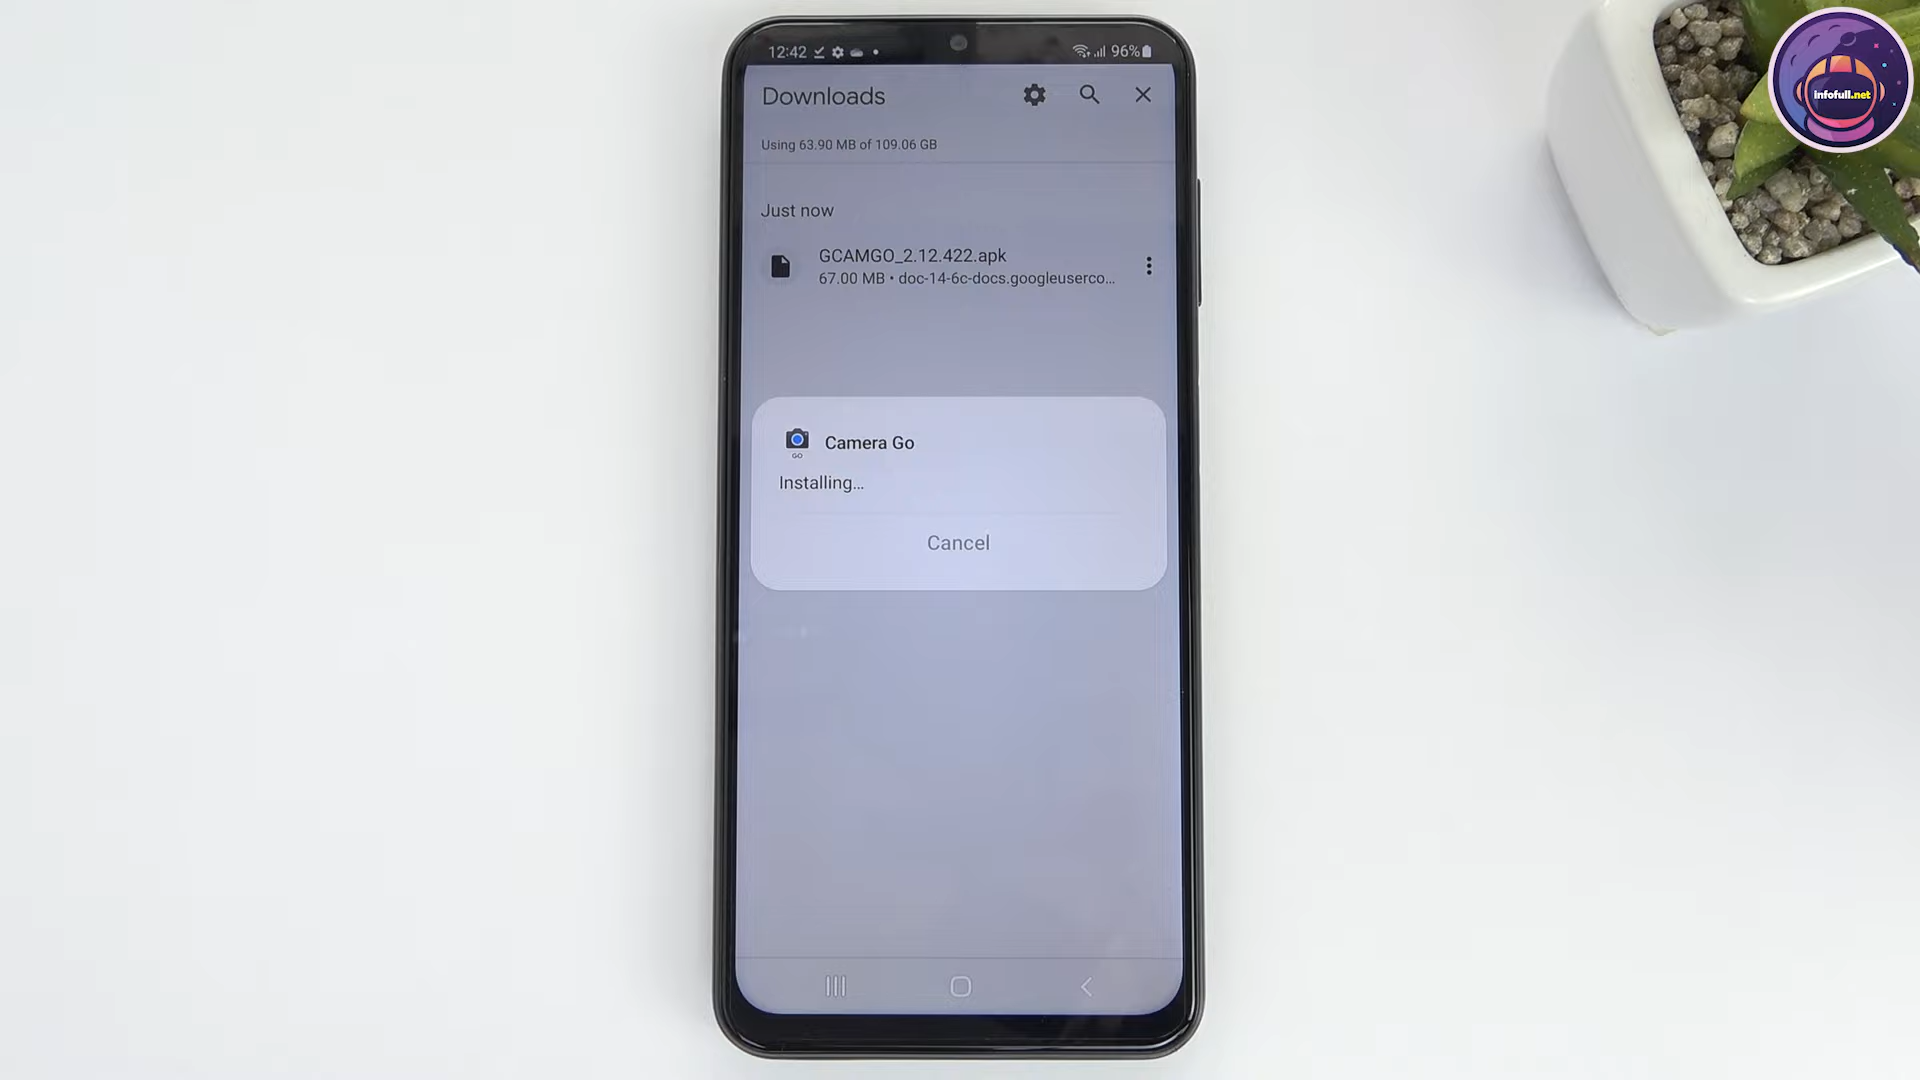 12:42
96%
Downloads
Using 63.90 MB of 109.06 GB
Just now
GCAMGO_2.12.422.apk
67.00 MB • doc-14-6c-docs.googleuserco...
GO
Camera Go
Installing...
Cancel
infofull.net